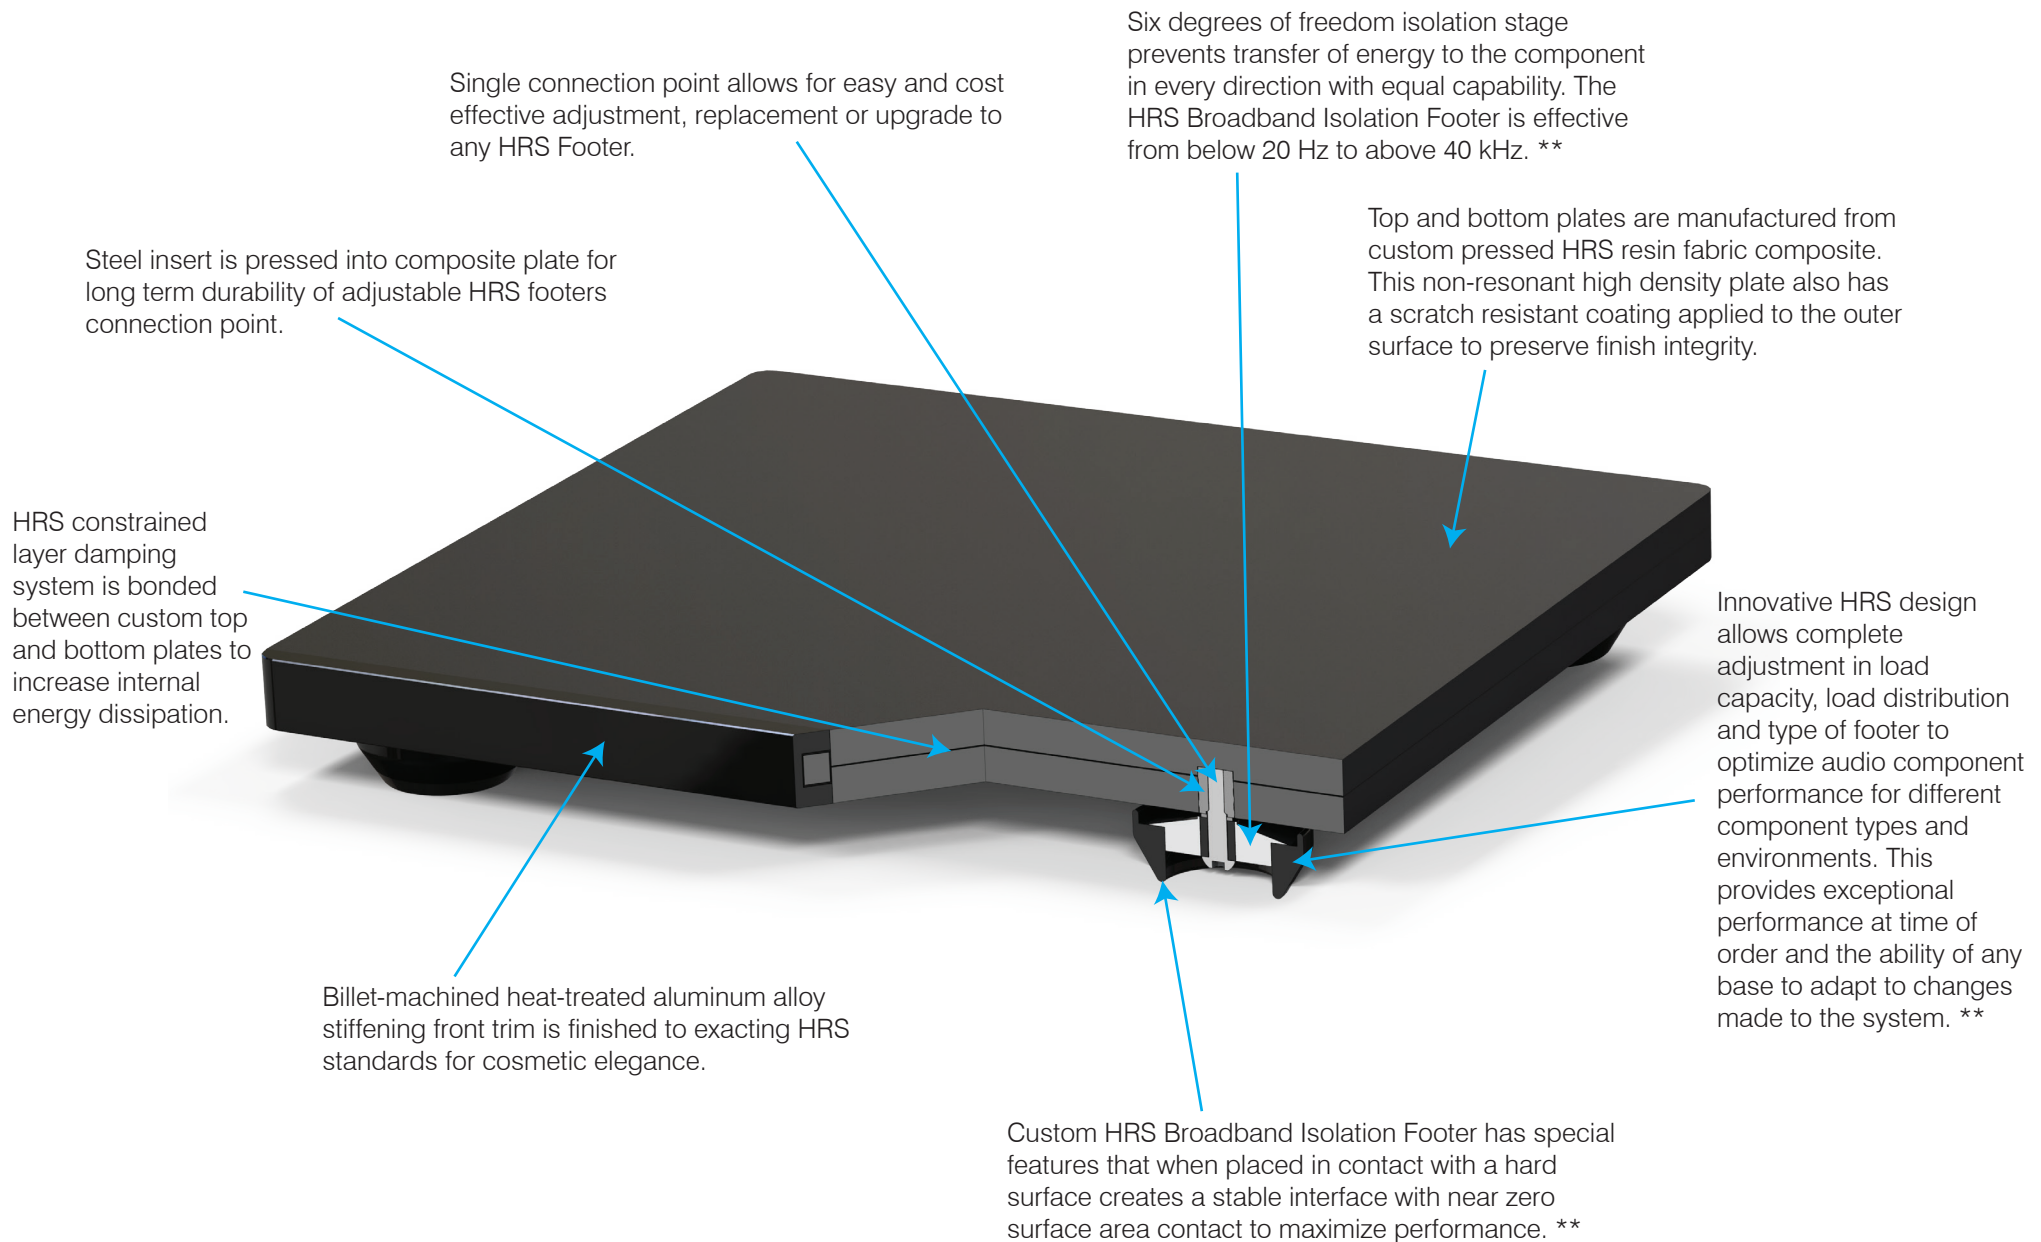 Six degrees of freedom isolation stage
prevents transfer of energy to the component
in every direction with equal capability. The
HRS Broadband Isolation Footer is effective
from below 20 Hz to above 40 kHz. **
Single connection point allows for easy and cost
effective adjustment, replacement or upgrade to
any HRS Footer.
Top and bottom plates are manufactured from
custom pressed HRS resin fabric composite.
This non-resonant high density plate also has
a scratch resistant coating applied to the outer
surface to preserve finish integrity.
Steel insert is pressed into composite plate for
long term durability of adjustable HRS footers
connection point.
HRS constrained
layer damping
system is bonded
between custom top
and bottom plates to
increase internal
energy dissipation.
Innovative HRS design
allows complete
adjustment in load
capacity, load distribution
and type of footer to
optimize audio component
performance for different
component types and
environments. This
provides exceptional
performance at time of
order and the ability of any
base to adapt to changes
made to the system. **
Billet-machined heat-treated aluminum alloy
stiffening front trim is finished to exacting HRS
standards for cosmetic elegance.
Custom HRS Broadband Isolation Footer has special
features that when placed in contact with a hard
surface creates a stable interface with near zero
surface area contact to maximize performance. **